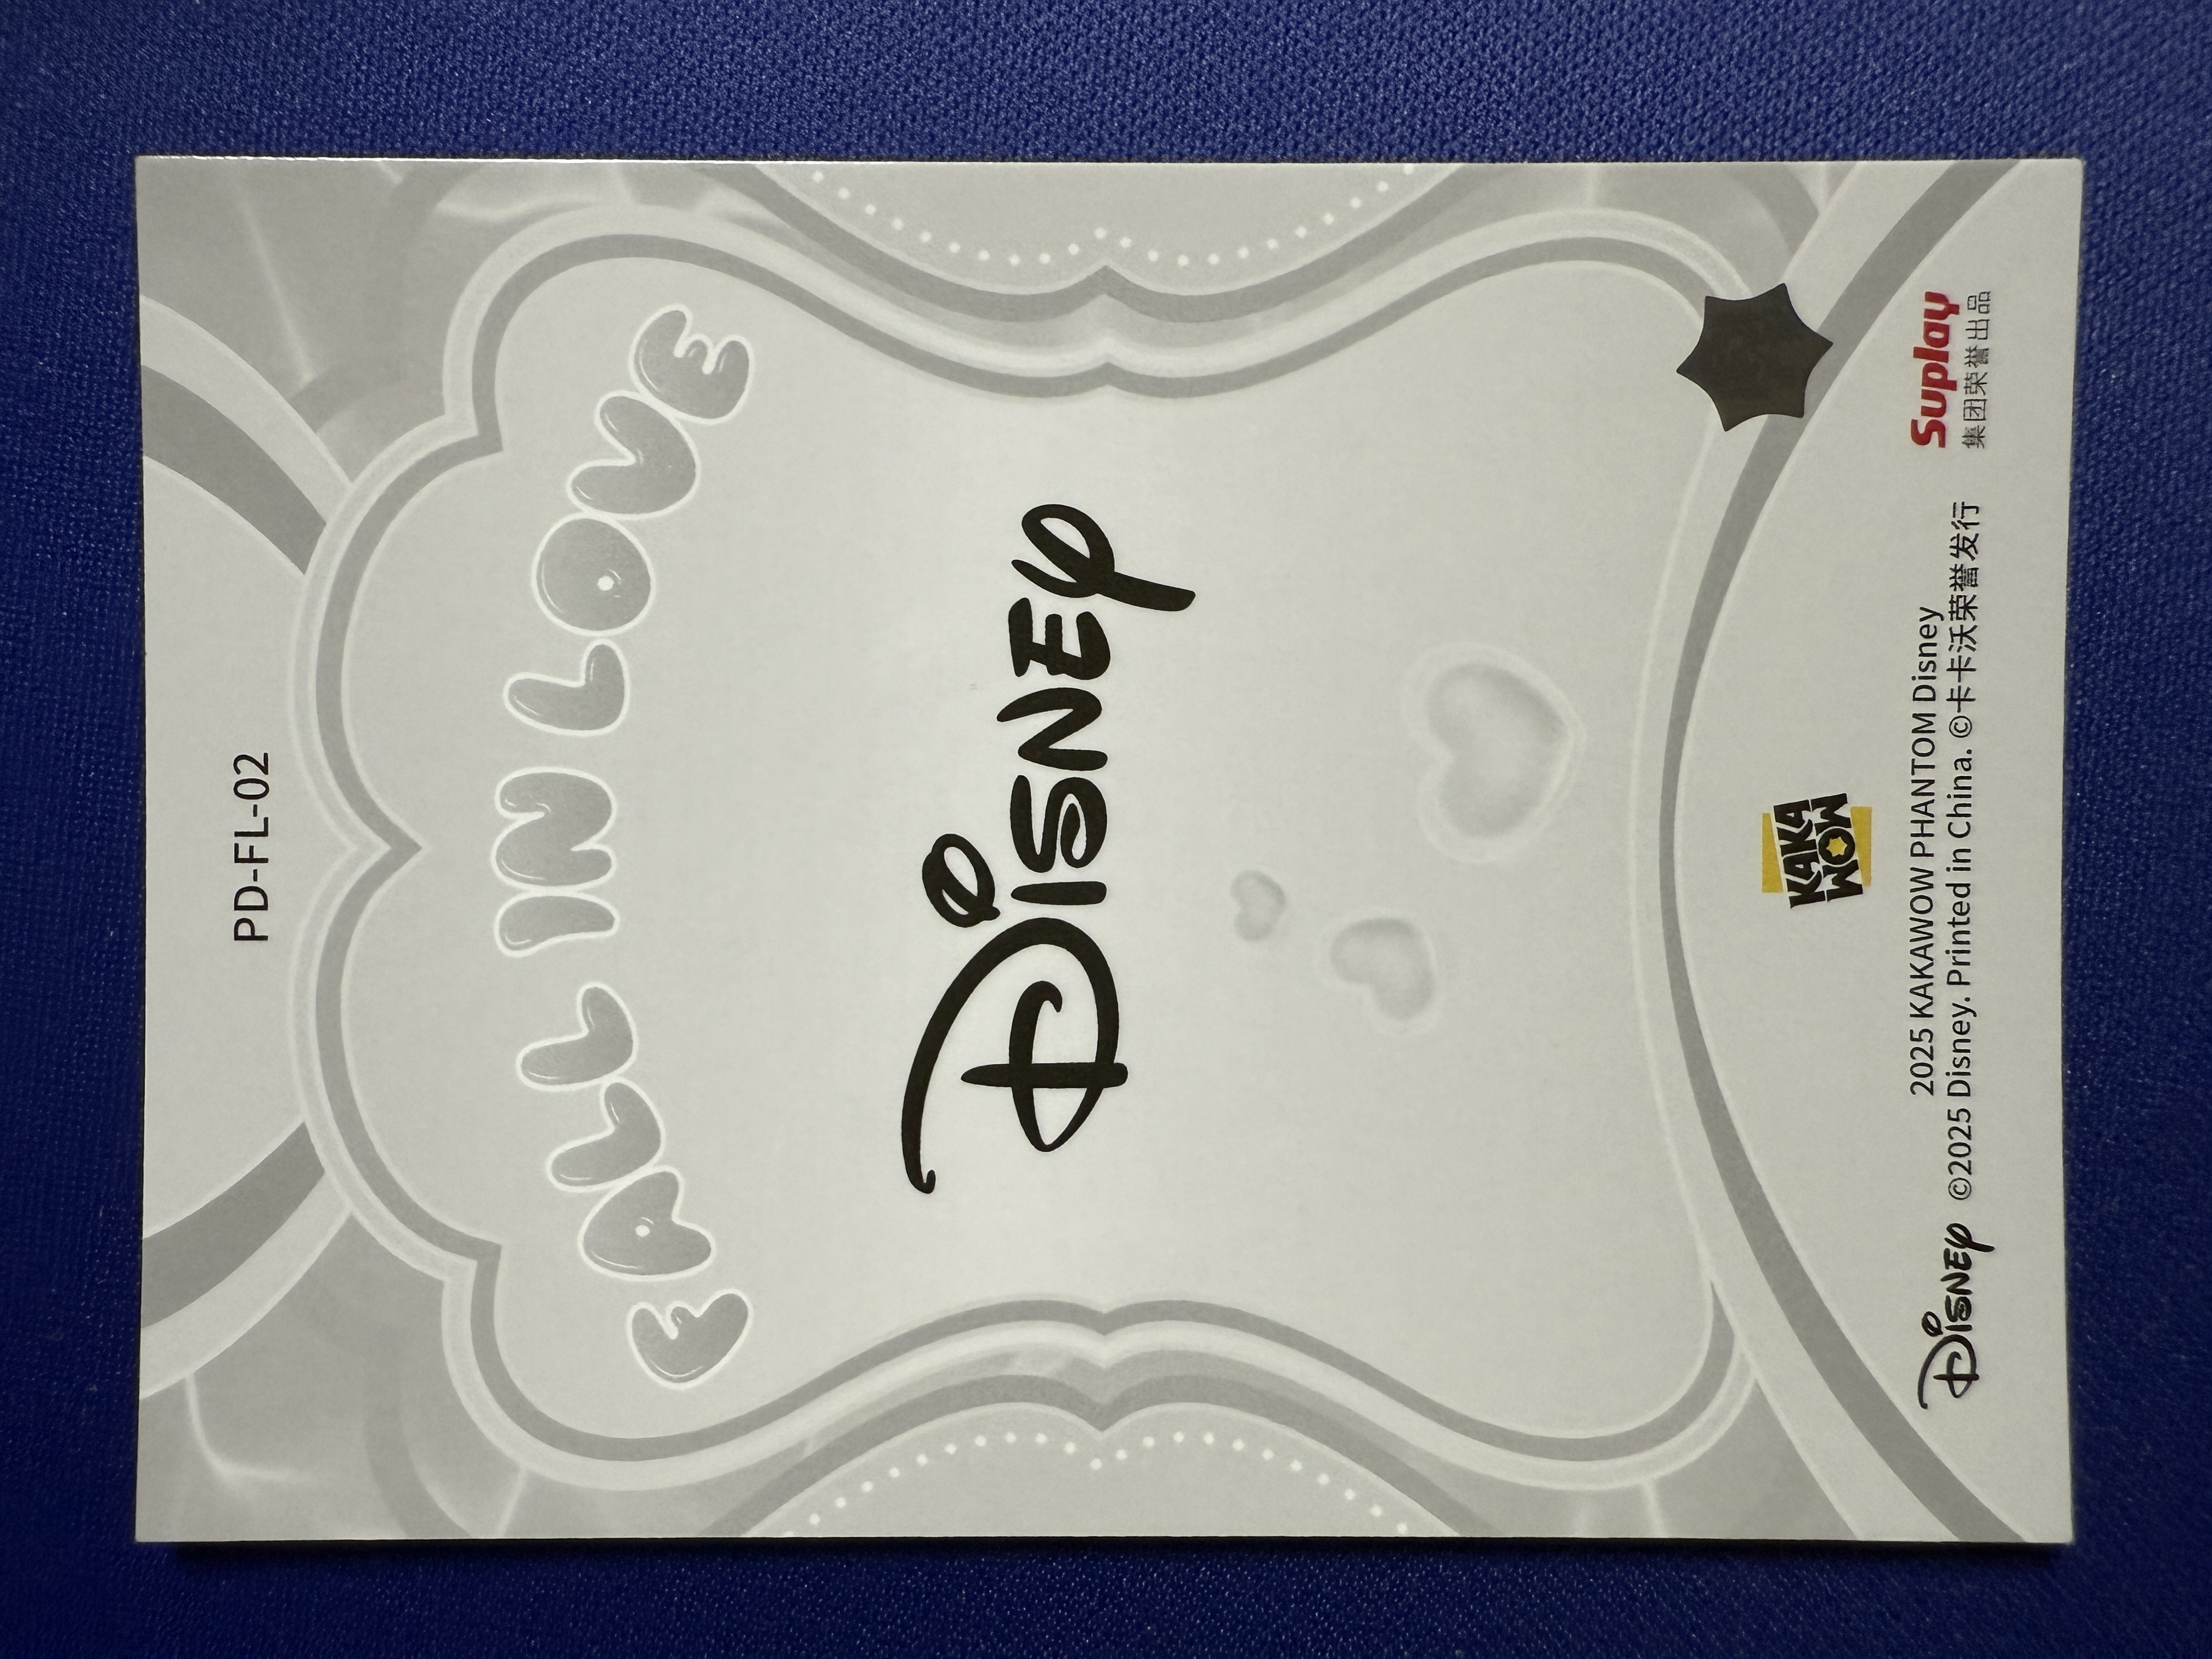 PD-FL-02
FALL IN LOVE
Disney
KAKA
WOW
2025 KAKAWOW PHANTOM Disney
Disney ©2025 Disney. Printed in China. ©卡卡沃荣誉发行
Suplay
集团荣誉出品